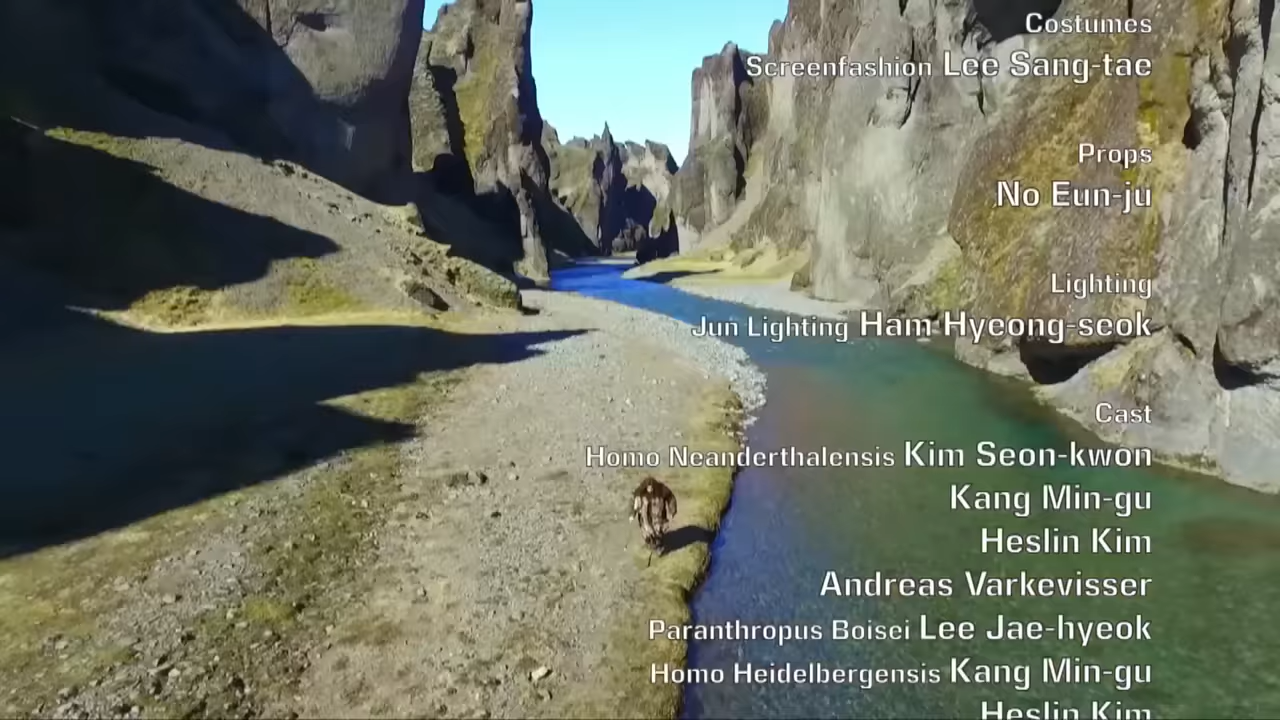 Costumes
Screenfashion Lee Sang-tae
Props
No Eun-ju
Lighting
Jun Lighting Ham Hyeong-seok
Cast
Homo Neanderthalensis Kim Seon-kwon
Kang Min-gu
Heslin Kim
Andreas Varkevisser
Paranthropus Boisei Lee Jae-hyeok
Homo Heidelbergensis Kang Min-gu
Heslin Kim